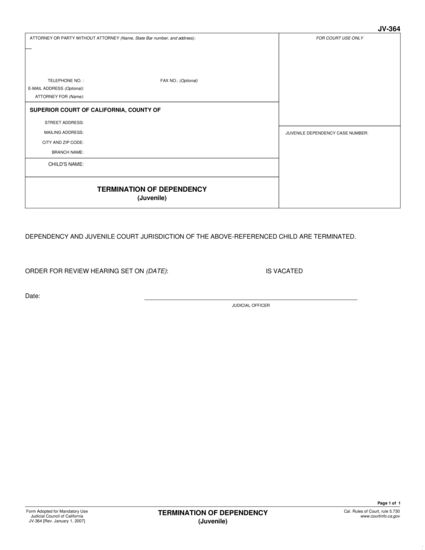 JV-364
ATTORNEY OR PARTY WITHOUT ATTORNEY (Name, State Bar number, and address):
FOR COURT USE ONLY
TELEPHONE NO. :
FAX NO.: (Optional)
E-MAIL ADDRESS (Optional):
ATTORNEY FOR (Name):
SUPERIOR COURT OF CALIFORNIA, COUNTY OF
STREET ADDRESS:
MAILING ADDRESS:
JUVENILE DEPENDENCY CASE NUMBER:
CITY AND ZIP CODE:
BRANCH NAME:
CHILD'S NAME:
TERMINATION OF DEPENDENCY
(Juvenile)
DEPENDENCY AND JUVENILE COURT JURISDICTION OF THE ABOVE-REFERENCED CHILD ARE TERMINATED.
ORDER FOR REVIEW HEARING SET ON (DATE): IS VACATED
Date:
JUDICIAL OFFICER
Page 1 of 1
Form Adopted for Mandatory Use
Judicial Council of California
JV-364 [Rev. January 1, 2007]
TERMINATION OF DEPENDENCY
(Juvenile)
Cal. Rules of Court, rule 5.730
www.courtinfo.ca.gov